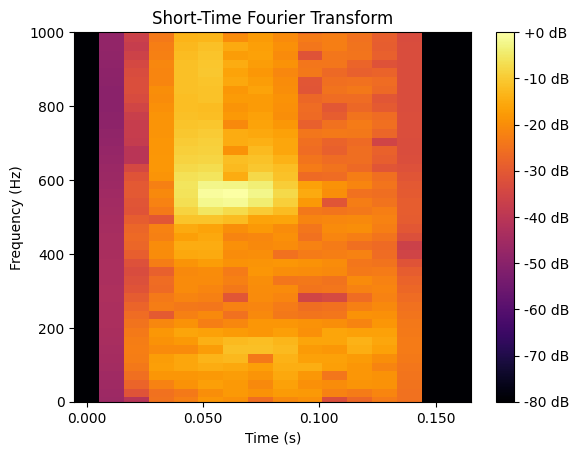 Short-Time Fourier Transform
1000
800
600
400
200
0
Frequency (Hz)
0.000
0.050
0.100
0.150
Time (s)
+0 dB
-10 dB
-20 dB
-30 dB
-40 dB
-50 dB
-60 dB
-70 dB
-80 dB